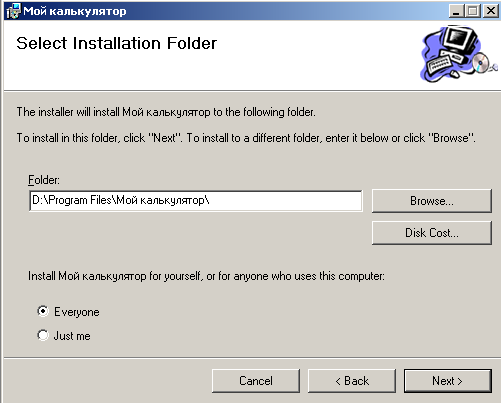 Мой калькулятор
Select Installation Folder
The installer will install Мой калькулятор to the following folder.
To install in this folder, click "Next". To install to a different folder, enter it below or click "Browse".
Folder:
D:\Program Files\Мой калькулятор\
Browse...
Disk Cost...
Install Мой калькулятор for yourself, or for anyone who uses this computer:
Everyone
Just me
Cancel
< Back
Next >